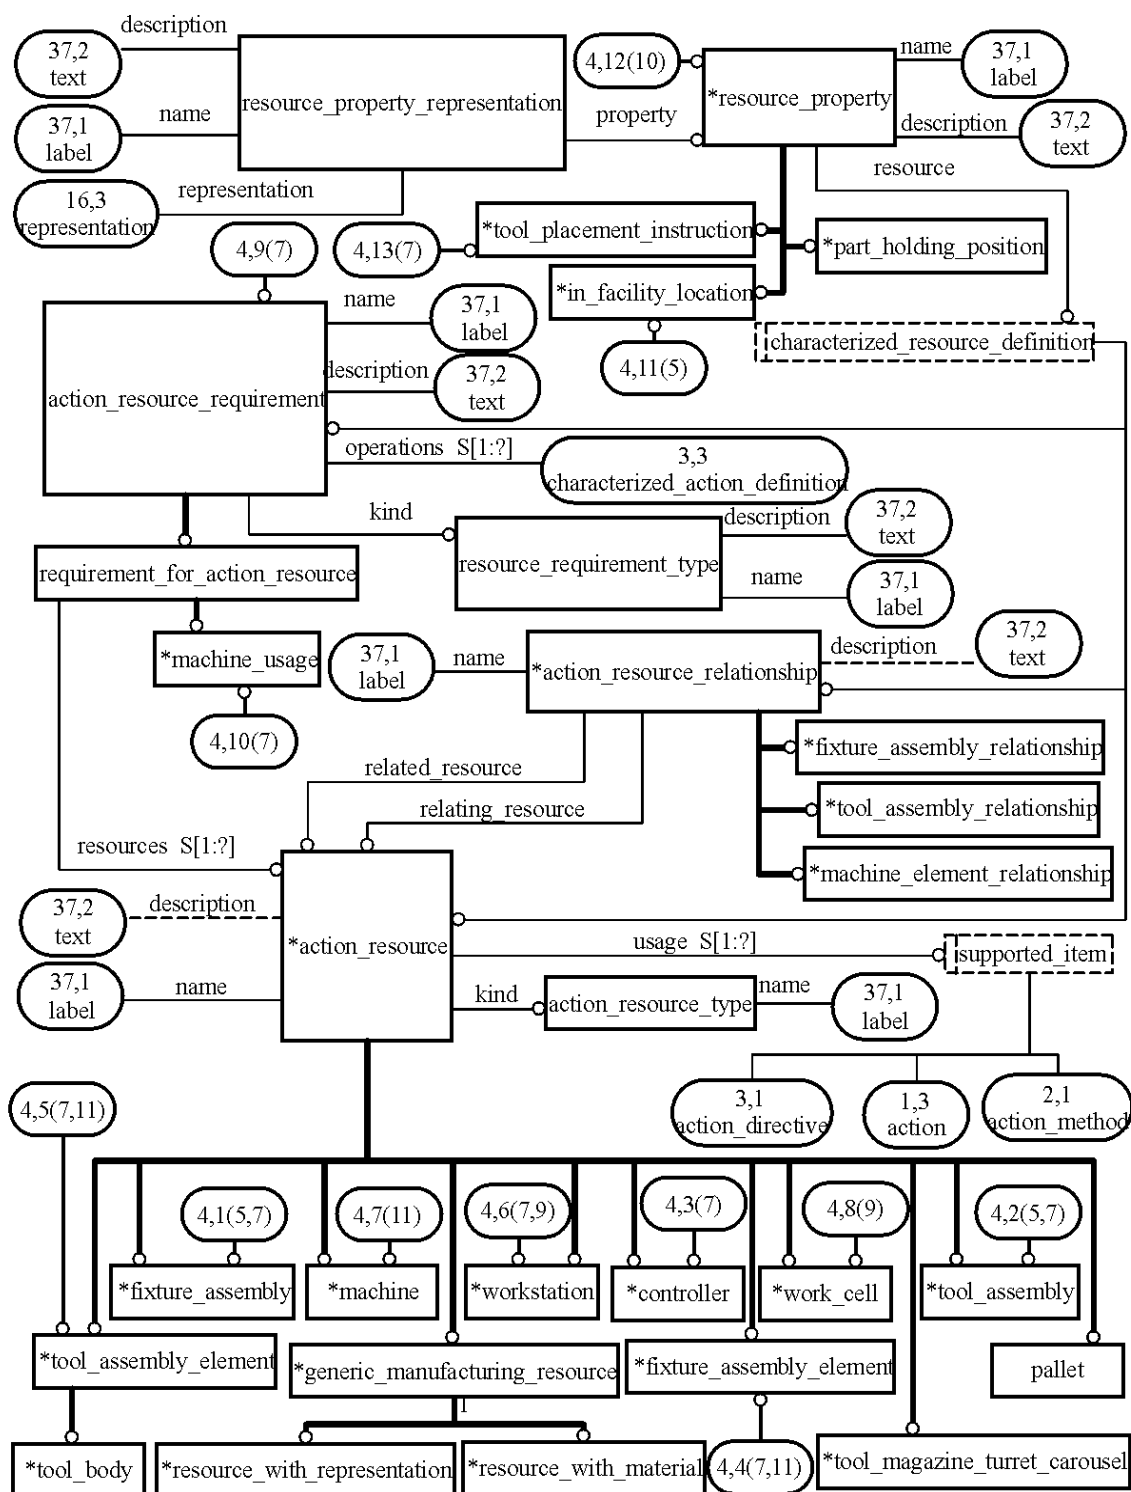 description
37,2
text
name
37,1
label
resource_property_representation
representation
16,3
representation
4,12(10)
property
*resource_property
name
37,1
label
description
37,2
text
resource
4,9(7)
4,13(7)
*tool_placement_instruction
*part_holding_position
*in_facility_location
4,11(5)
characterized_resource_definition
name
37,1
label
description
37,2
text
action_resource_requirement
operations S[1:?]
3,3
characterized_action_definition
kind
resource_requirement_type
description
37,2
text
name
37,1
label
requirement_for_action_resource
*machine_usage
4,10(7)
37,1
label
name
*action_resource_relationship
description
37,2
text
*fixture_assembly_relationship
*tool_assembly_relationship
*machine_element_relationship
related_resource
relating_resource
resources S[1:?]
37,2
text
description
*action_resource
37,1
label
name
usage S[1:?]
supported_item
kind
action_resource_type
name
37,1
label
3,1
action_directive
1,3
action
2,1
action_method
4,5(7,11)
4,1(5,7)
4,7(11)
4,6(7,9)
4,3(7)
4,8(9)
4,2(5,7)
*fixture_assembly
*machine
*workstation
*controller
*work_cell
*tool_assembly
*tool_assembly_element
*generic_manufacturing_resource
1
*fixture_assembly_element
pallet
*tool_body
*resource_with_representation
*resource_with_material
4,4(7,11)
*tool_magazine_turret_carousel